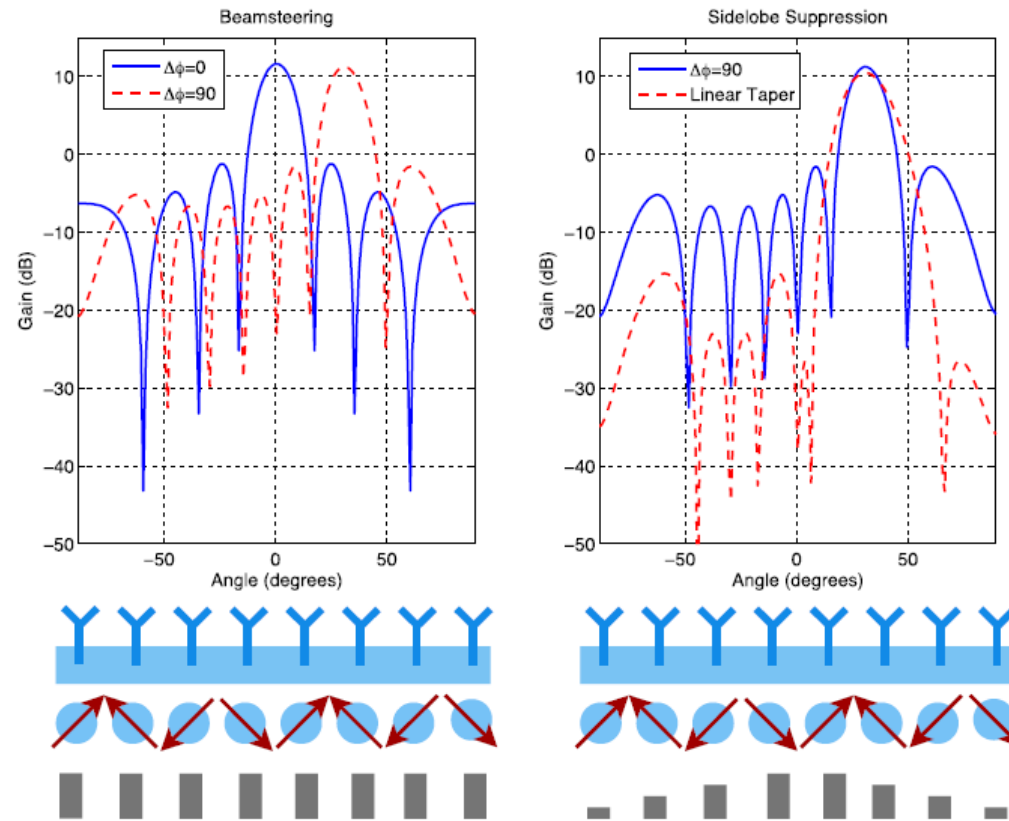 Beamsteering
Δϕ=0
Δϕ=90
10
0
−10
−20
−30
−40
−50
Gain (dB)
−50
0
50
Angle (degrees)
Sidelobe Suppression
Δϕ=90
Linear Taper
10
0
−10
−20
−30
−40
−50
Gain (dB)
−50
0
50
Angle (degrees)